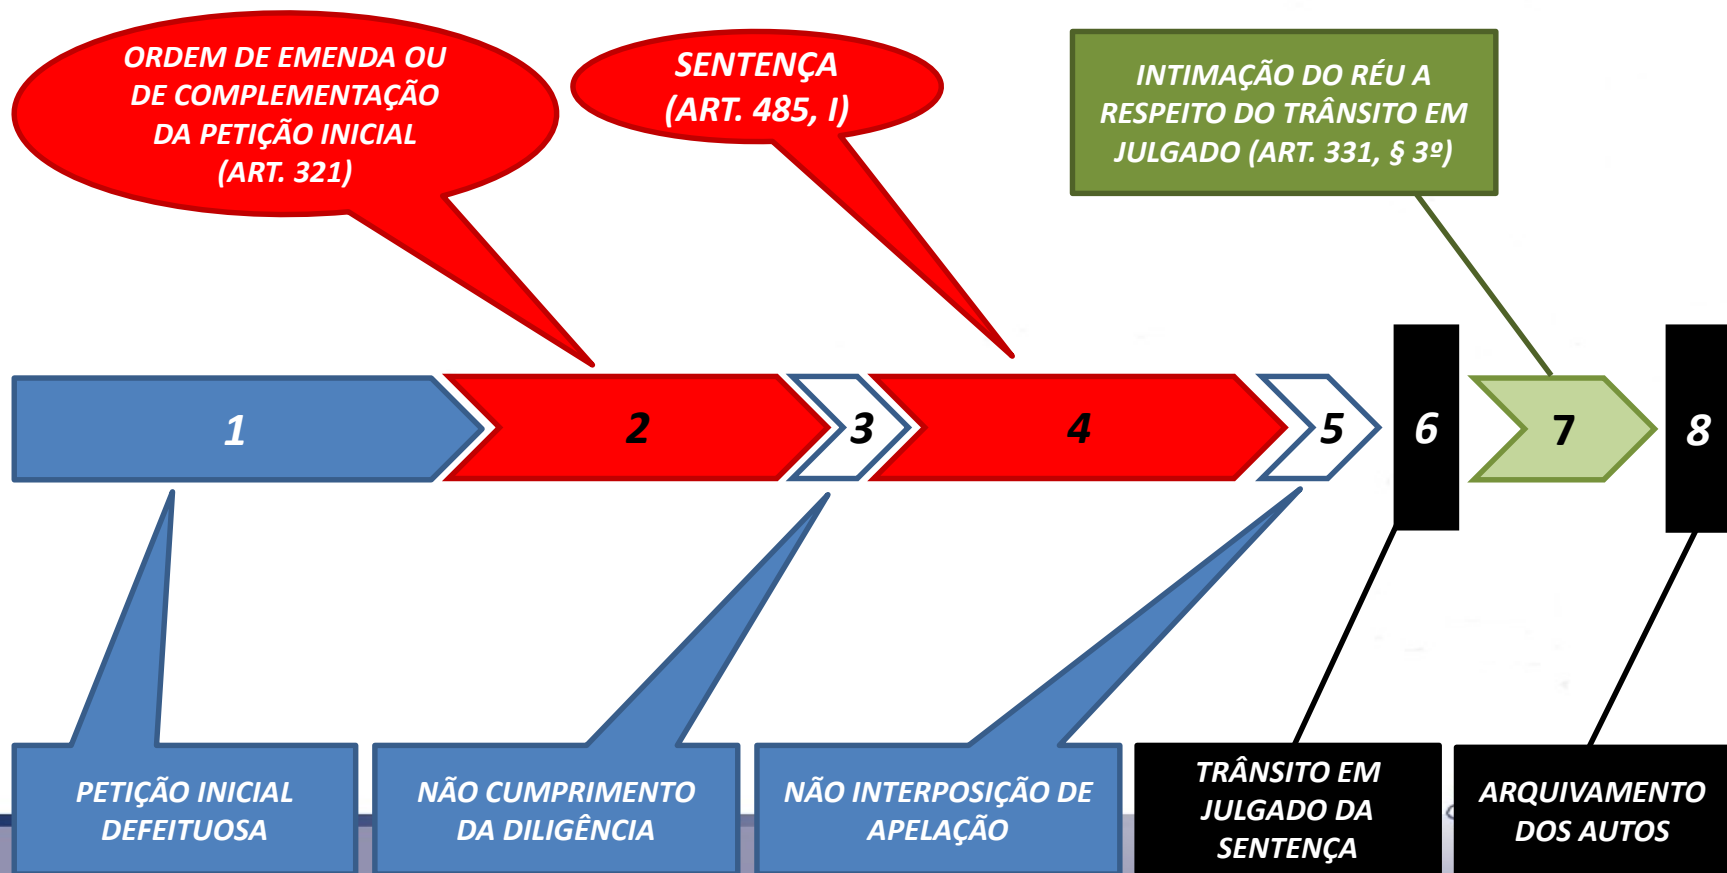 ORDEM DE EMENDA OU
DE COMPLEMENTAÇÃO
DA PETIÇÃO INICIAL
(ART. 321)
SENTENÇA
(ART. 485, I)
INTIMAÇÃO DO RÉU A
RESPEITO DO TRÂNSITO EM
JULGADO (ART. 331, § 3º)
1
2
3
4
5
6
7
8
PETIÇÃO INICIAL
DEFEITUOSA
NÃO CUMPRIMENTO
DA DILIGÊNCIA
NÃO INTERPOSIÇÃO DE
APELAÇÃO
TRÂNSITO EM
JULGADO DA
SENTENÇA
ARQUIVAMENTO
DOS AUTOS